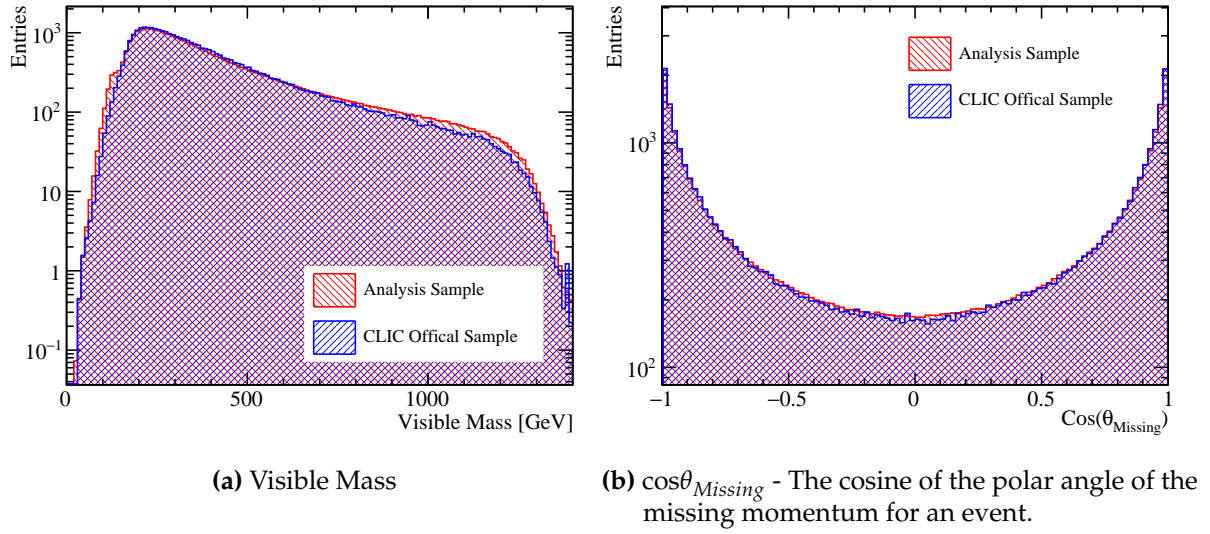 Entries
10³
10²
10
1
10⁻¹
Analysis Sample
CLIC Offical Sample
0
500
1000
Visible Mass [GeV]
(a) Visible Mass
Entries
10³
10²
Analysis Sample
CLIC Offical Sample
−1
−0.5
0
0.5
1
Cos(θMissing)
(b) cosθMissing - The cosine of the polar angle of the
missing momentum for an event.